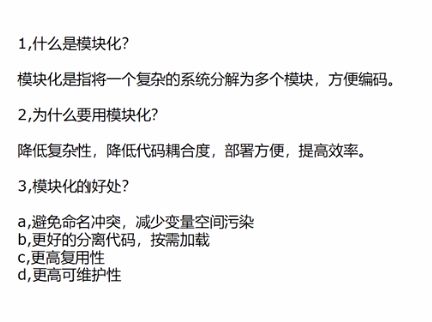 1,什么是模块化?
模块化是指将一个复杂的系统分解为多个模块，方便编码。
2,为什么要用模块化?
降低复杂性，降低代码耦合度，部署方便，提高效率。
3,模块化的好处?
a,避免命名冲突，减少变量空间污染
b,更好的分离代码，按需加载
c,更高复用性
d,更高可维护性